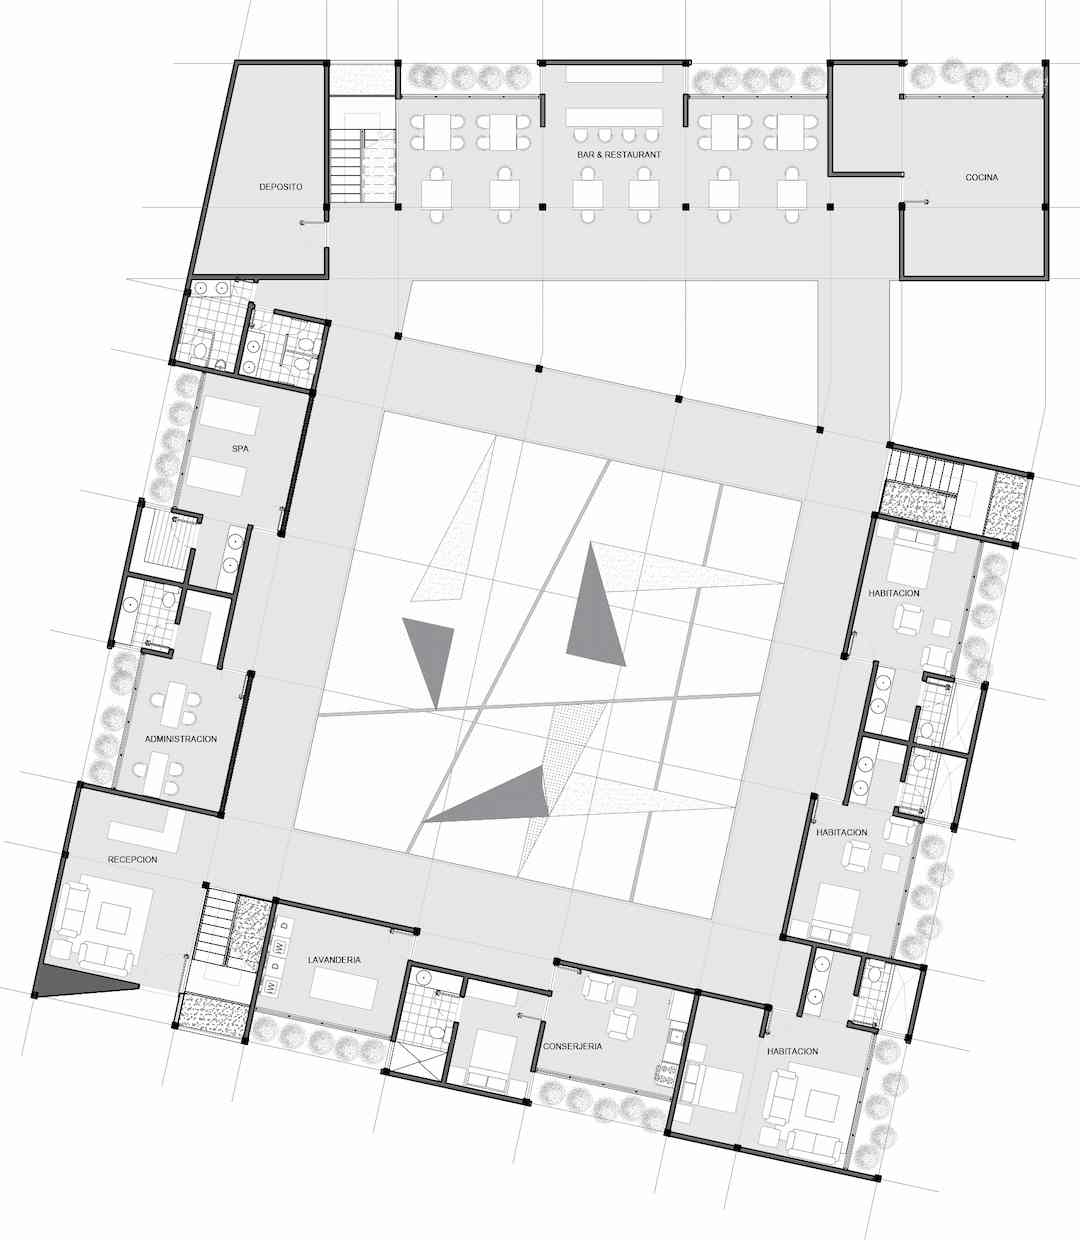 BAR & RESTAURANT
DEPOSITO
COCINA
SPA
HABITACION
ADMINISTRACION
HABITACION
RECEPCION
LAVANDERIA
D
W
D
W
CONSERJERIA
HABITACION